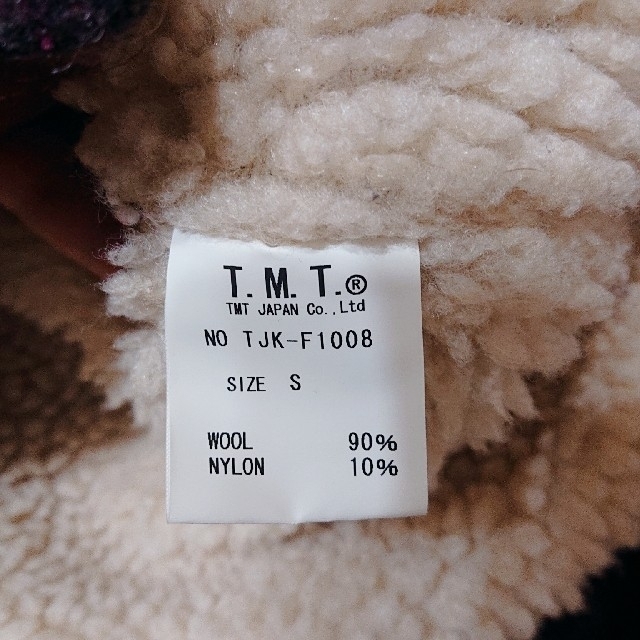 T. M. T.®
TMT JAPAN Co.,Ltd
NO TJK-F1008
SIZE S
WOOL 90%
NYLON 10%